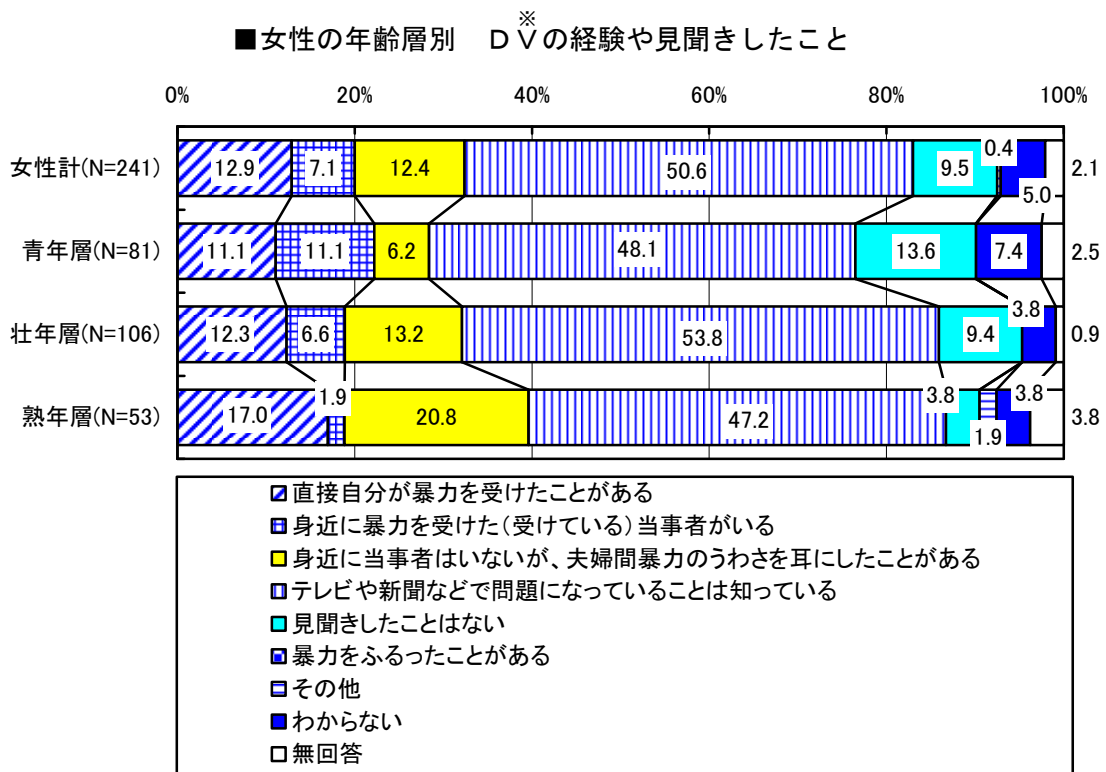 ※
■女性の年齢層別　ＤＶの経験や見聞きしたこと
0% 20% 40% 60% 80% 100%
女性計(N=241) 12.9 7.1 12.4 50.6 9.5 0.4 5.0 2.1
青年層(N=81) 11.1 11.1 6.2 48.1 13.6 7.4 2.5
壮年層(N=106) 12.3 6.6 13.2 53.8 9.4 3.8 0.9
熟年層(N=53) 17.0 1.9 20.8 47.2 3.8 1.9 3.8 3.8
直接自分が暴力を受けたことがある
身近に暴力を受けた(受けている)当事者がいる
身近に当事者はいないが、夫婦間暴力のうわさを耳にしたことがある
テレビや新聞などで問題になっていることは知っている
見聞きしたことはない
暴力をふるったことがある
その他
わからない
無回答